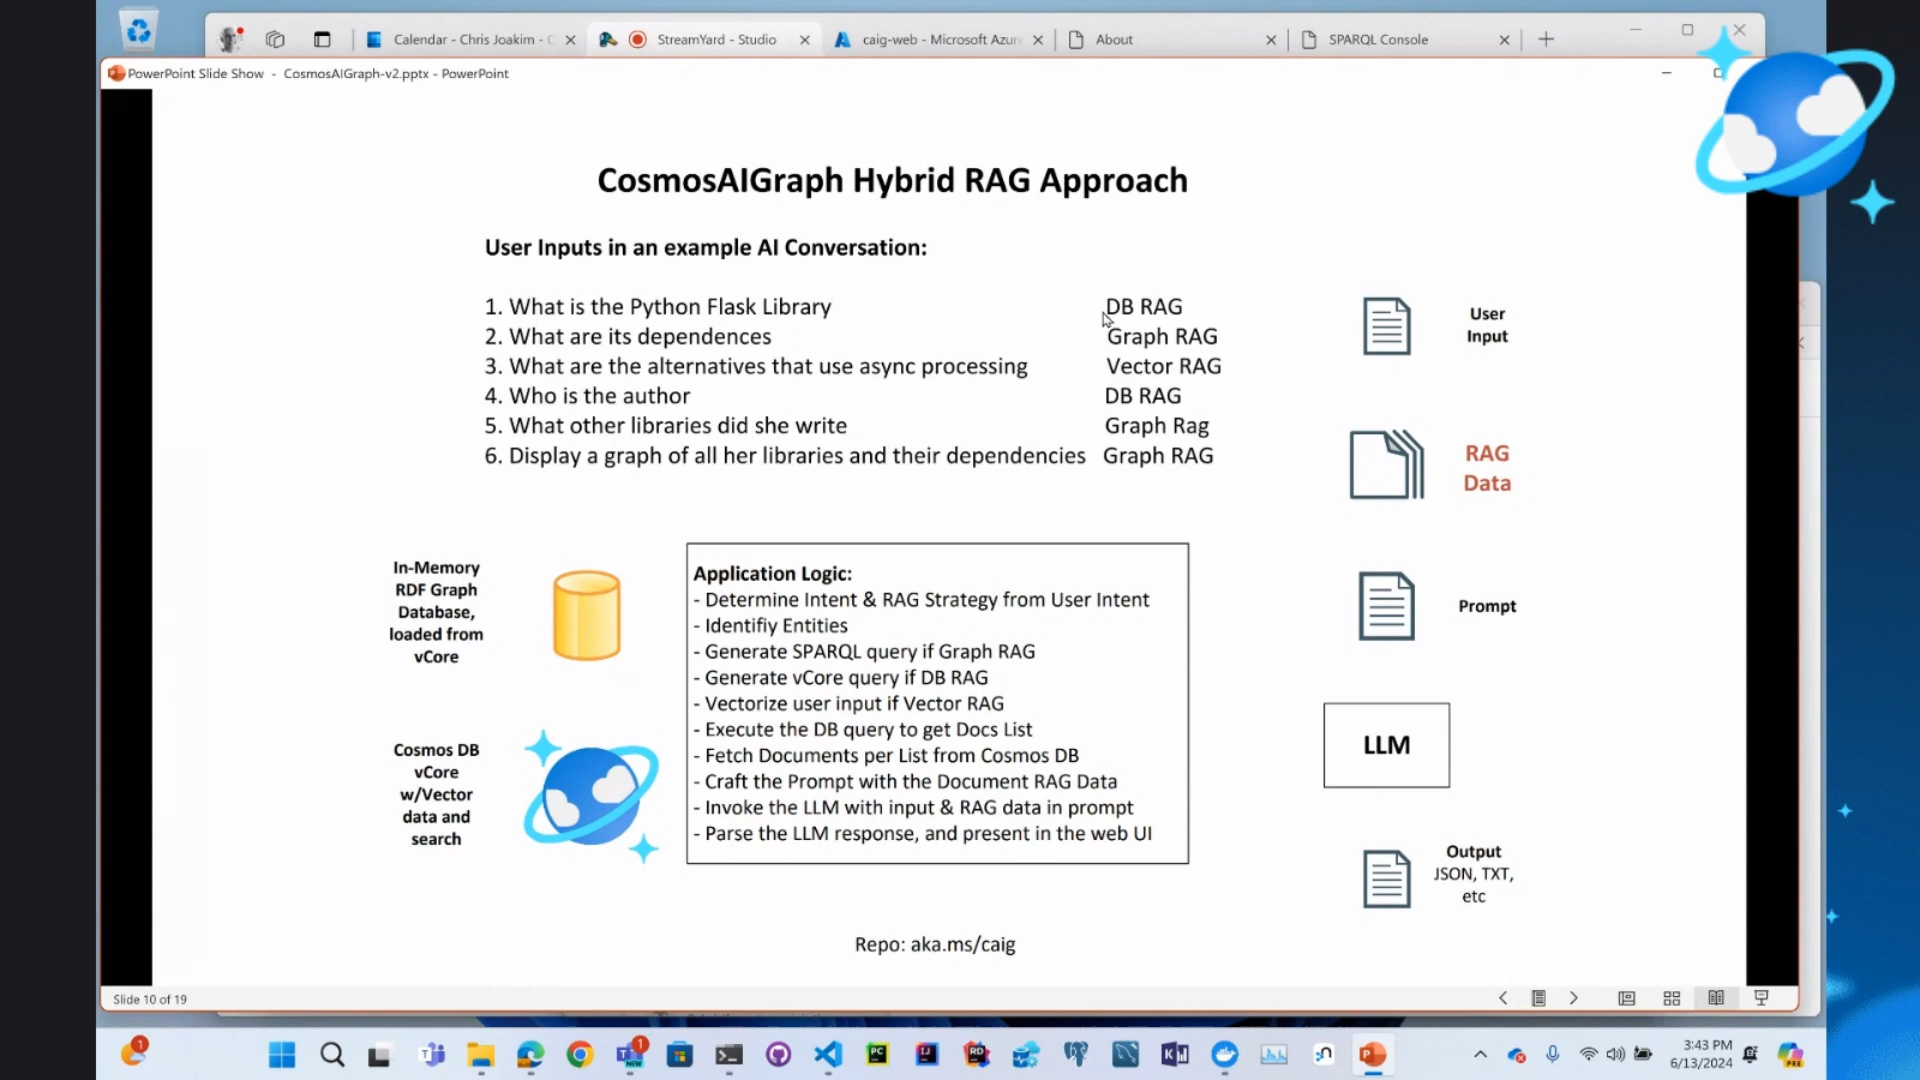 Calendar - Chris Joakim - C
StreamYard - Studio
caig-web - Microsoft Azur
About
SPARQL Console
PowerPoint Slide Show - CosmosAIGraph-v2.pptx - PowerPoint
CosmosAIGraph Hybrid RAG Approach
User Inputs in an example AI Conversation:
1. What is the Python Flask Library DB RAG
2. What are its dependences Graph RAG
3. What are the alternatives that use async processing Vector RAG
4. Who is the author DB RAG
5. What other libraries did she write Graph Rag
6. Display a graph of all her libraries and their dependencies Graph RAG
User
Input
RAG
Data
Prompt
LLM
Output
JSON, TXT,
etc
In-Memory
RDF Graph
Database,
loaded from
vCore
Cosmos DB
vCore
w/Vector
data and
search
Application Logic:
- Determine Intent & RAG Strategy from User Intent
- Identifiy Entities
- Generate SPARQL query if Graph RAG
- Generate vCore query if DB RAG
- Vectorize user input if Vector RAG
- Execute the DB query to get Docs List
- Fetch Documents per List from Cosmos DB
- Craft the Prompt with the Document RAG Data
- Invoke the LLM with input & RAG data in prompt
- Parse the LLM response, and present in the web UI
Repo: aka.ms/caig
Slide 10 of 19
1
1
NEW
PC
IJ
RD
3:43 PM
6/13/2024
PRE